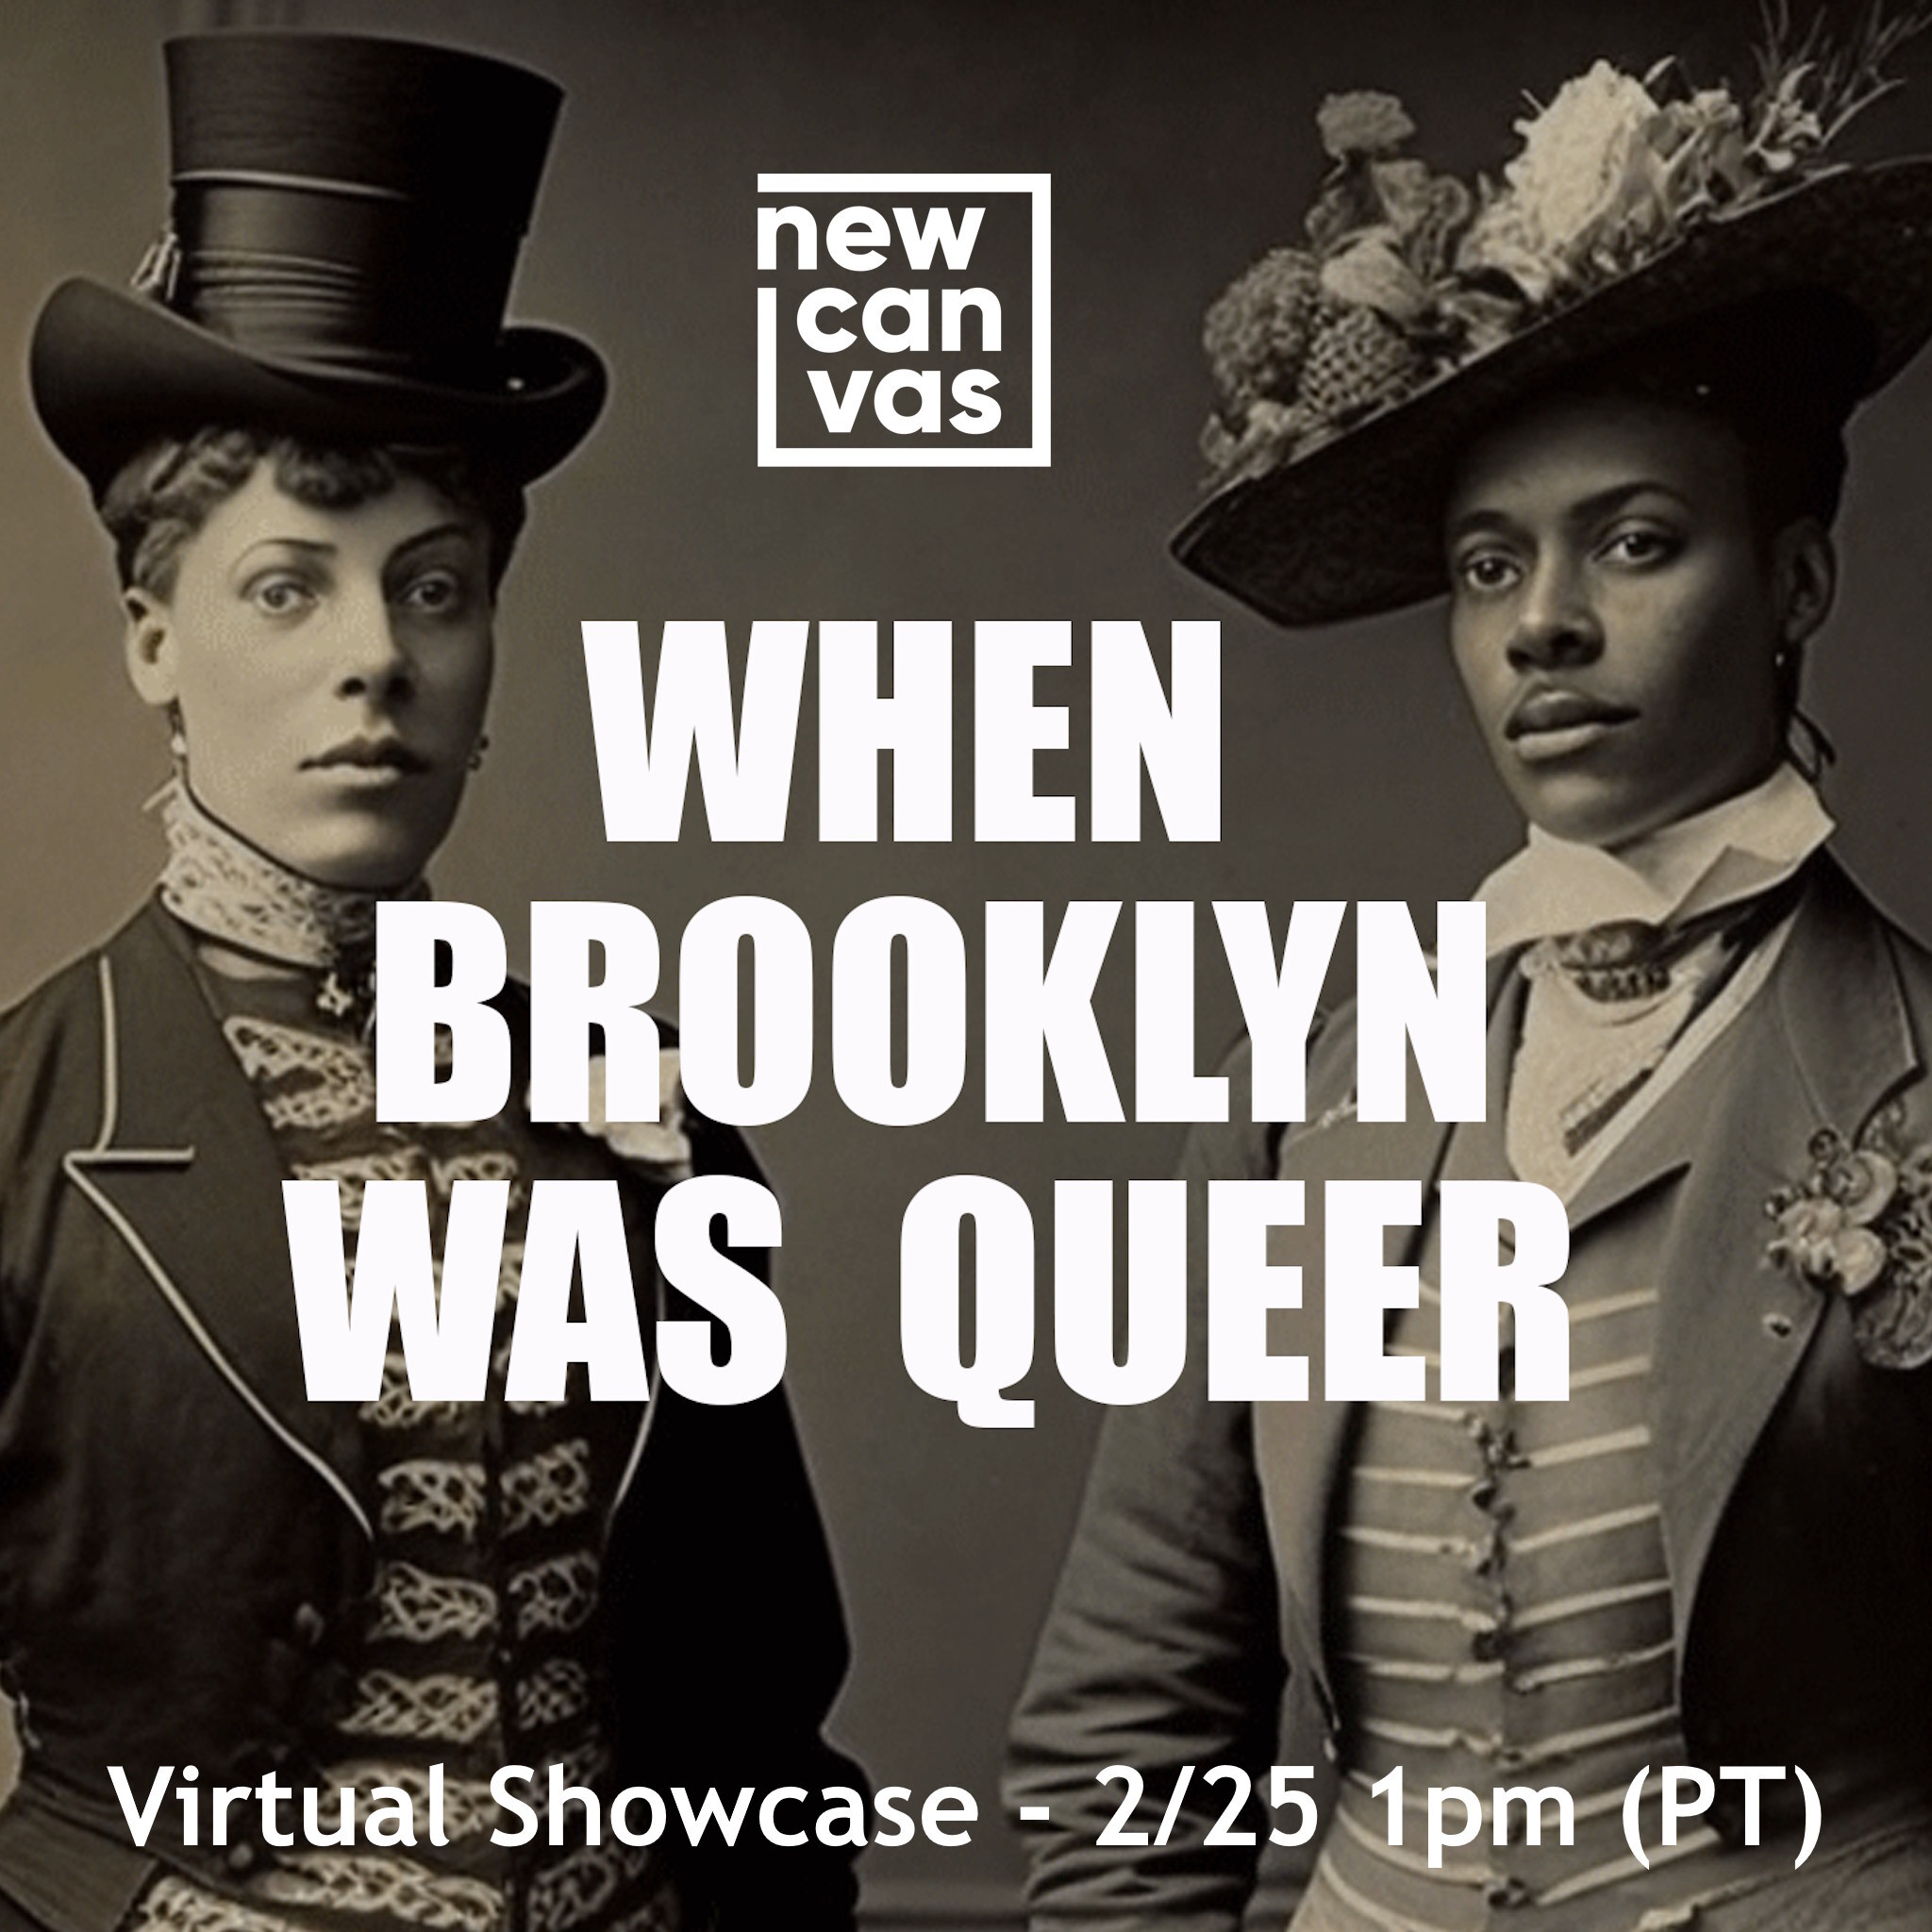 new
can
vas
WHEN
BROOKLYN
WAS QUEER
Virtual Showcase - 2/25 1pm (PT)